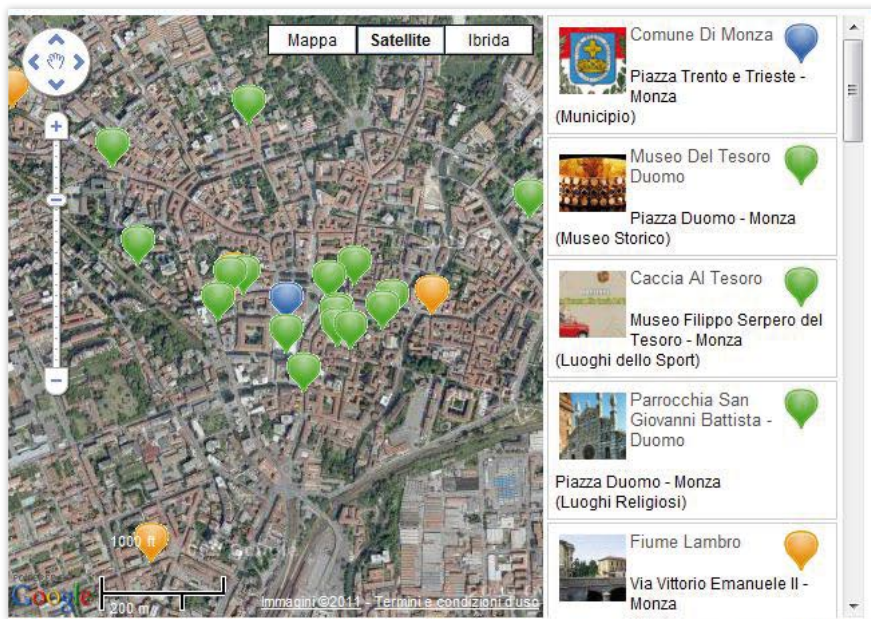 Mappa
Satellite
Ibrida
1000 ft
200 m
Google
Immagini ©2011 - Termini e condizioni d'uso
Comune Di Monza
Piazza Trento e Trieste -
Monza
(Municipio)
Museo Del Tesoro
Duomo
Piazza Duomo - Monza
(Museo Storico)
Caccia Al Tesoro
Museo Filippo Serpero del
Tesoro - Monza
(Luoghi dello Sport)
Parrocchia San
Giovanni Battista -
Duomo
Piazza Duomo - Monza
(Luoghi Religiosi)
Fiume Lambro
Via Vittorio Emanuele II -
Monza